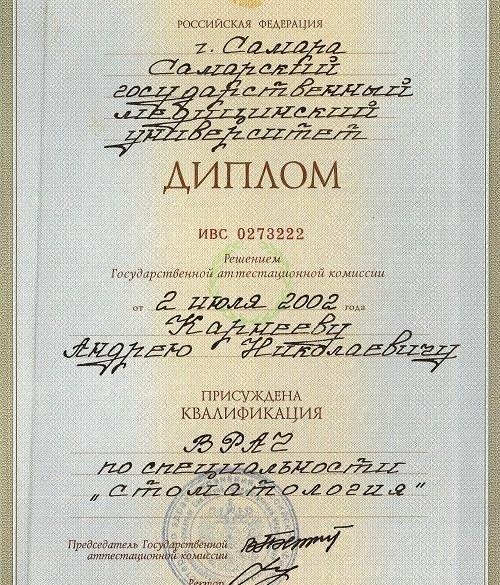 РОССИЙСКАЯ ФЕДЕРАЦИЯ
г. Самара
Самарский
государственный
медицинский
университет
ДИПЛОМ
ИВС 0273222
Решением
Государственной аттестационной комиссии
от 2 июля 2002 года
Карнееву
Андрею Николаевичу
ПРИСУЖДЕНА
КВАЛИФИКАЦИЯ
ВРАЧ
по специальности
„стоматология"
Председатель Государственной
аттестационной комиссии
Ректор